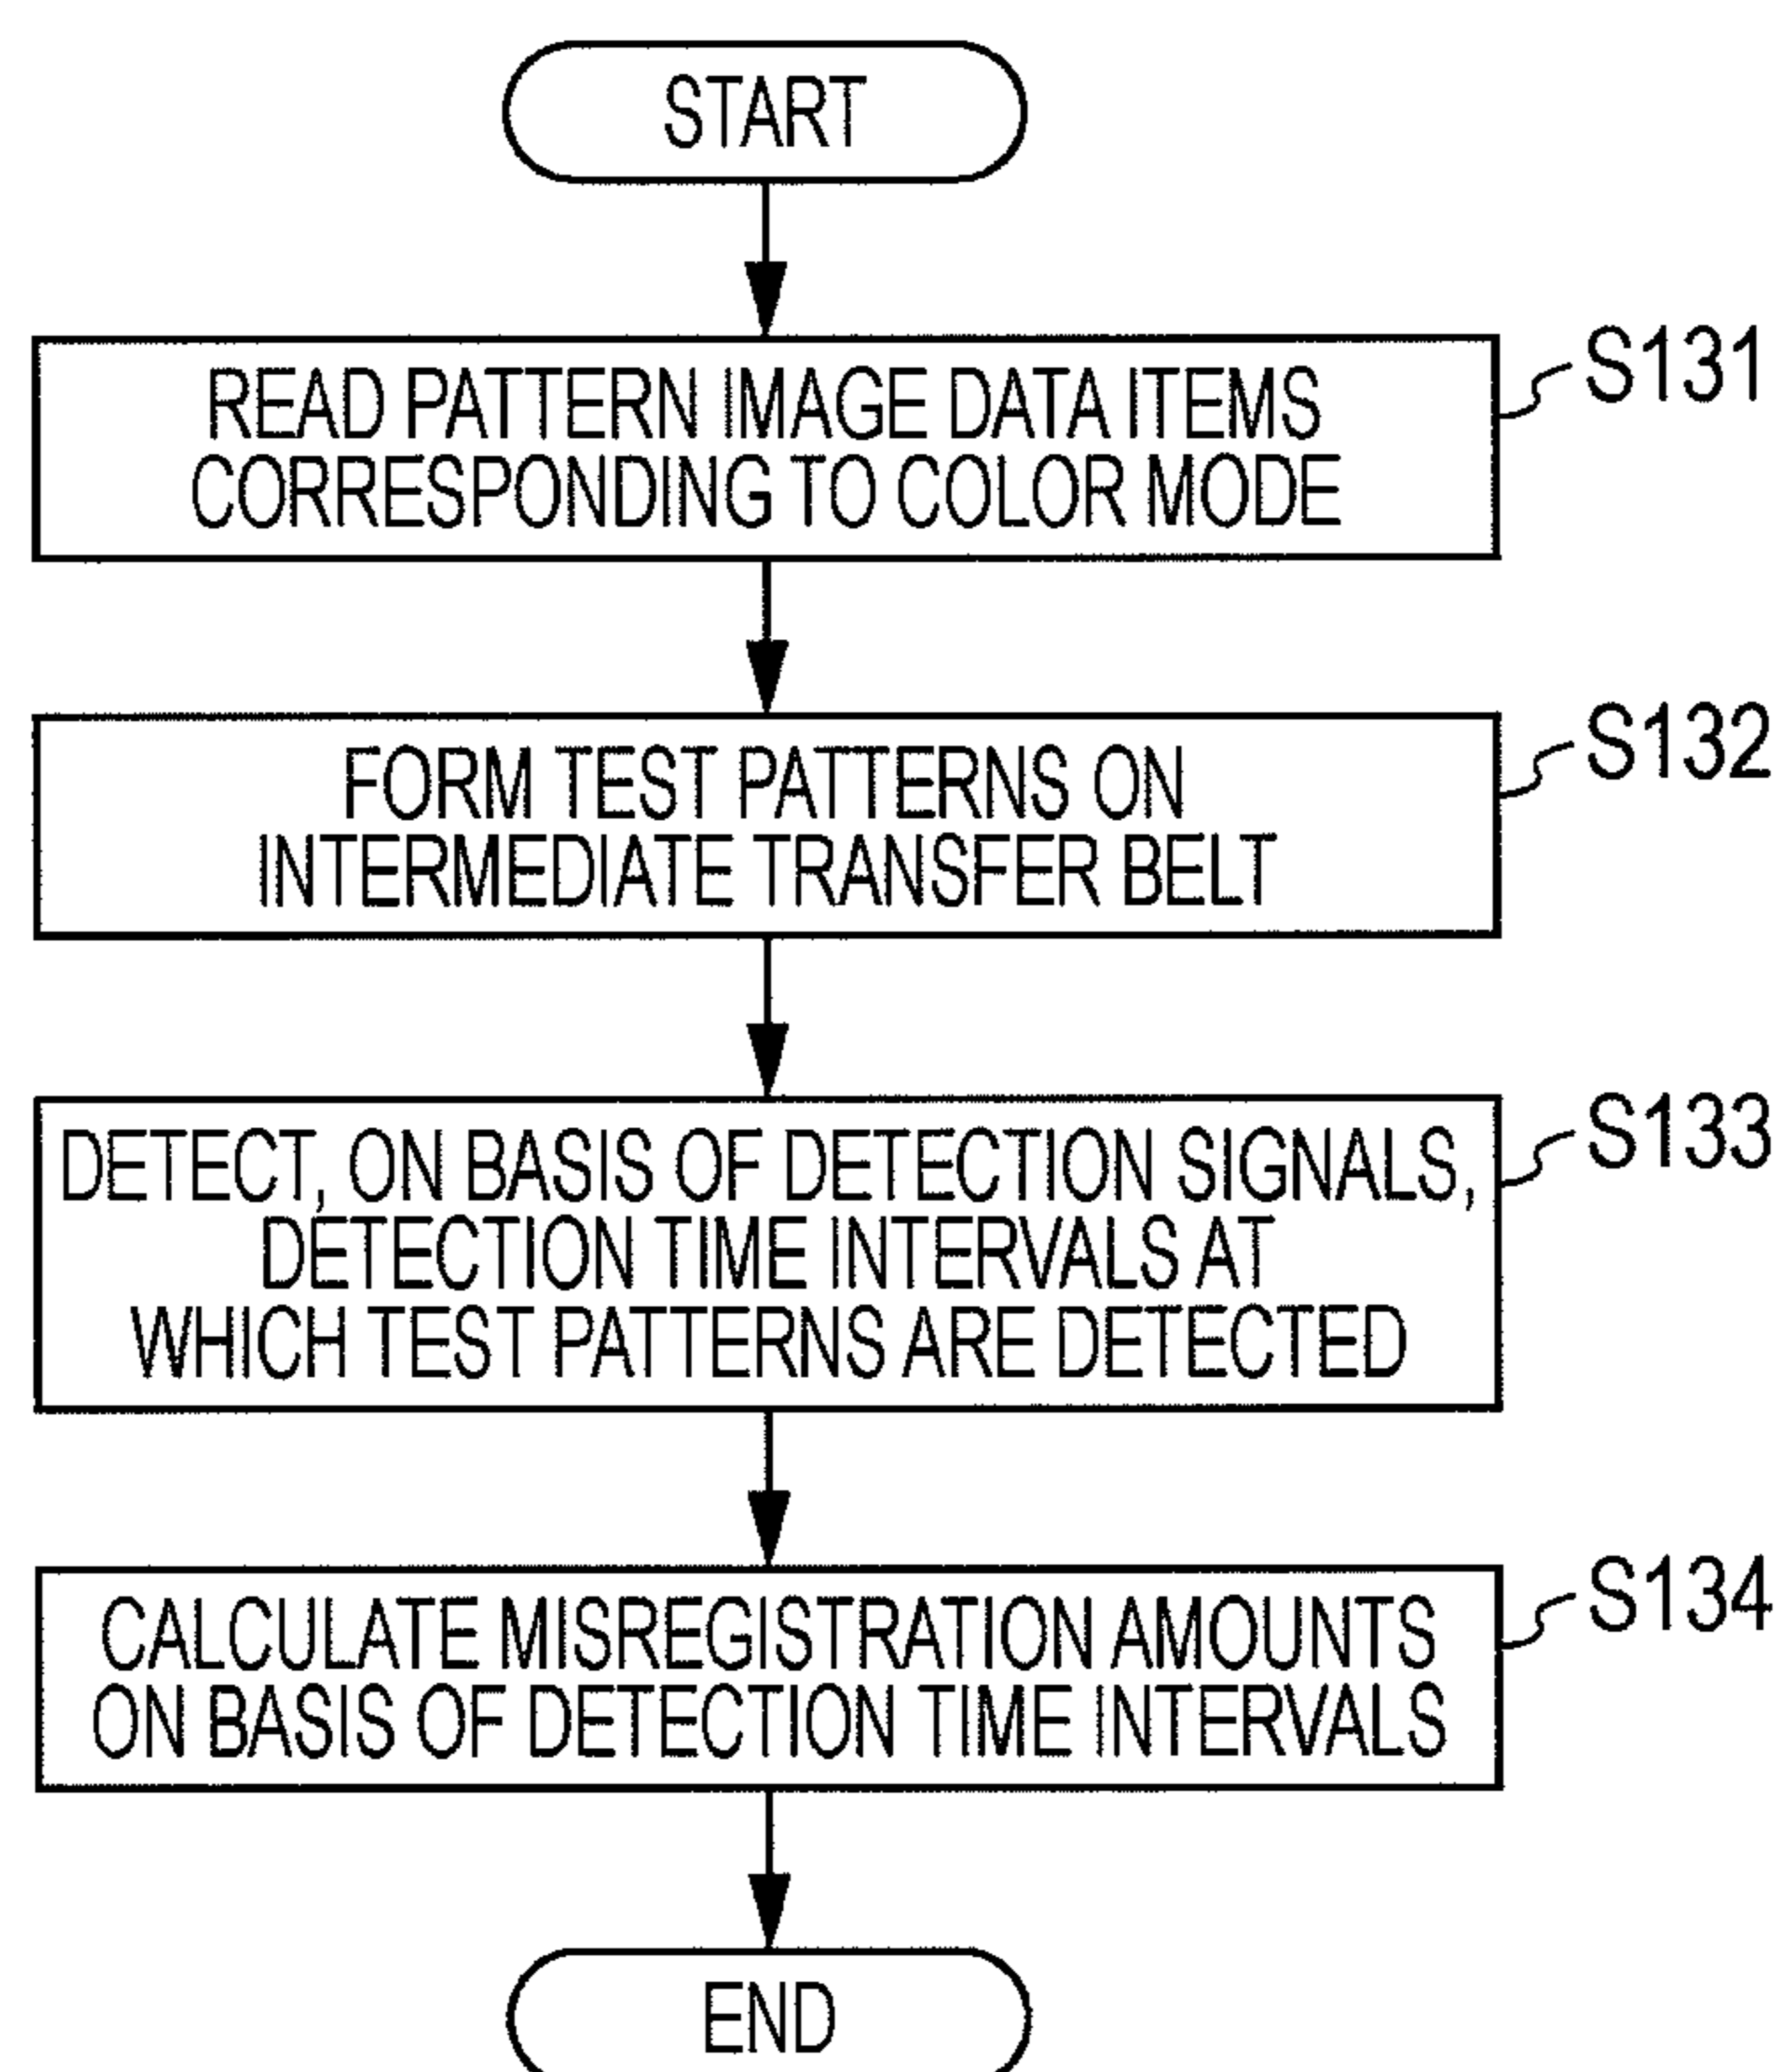 START
READ PATTERN IMAGE DATA ITEMS
CORRESPONDING TO COLOR MODE
S131
FORM TEST PATTERNS ON
INTERMEDIATE TRANSFER BELT
S132
DETECT, ON BASIS OF DETECTION SIGNALS,
DETECTION TIME INTERVALS AT
WHICH TEST PATTERNS ARE DETECTED
S133
CALCULATE MISREGISTRATION AMOUNTS
ON BASIS OF DETECTION TIME INTERVALS
S134
END